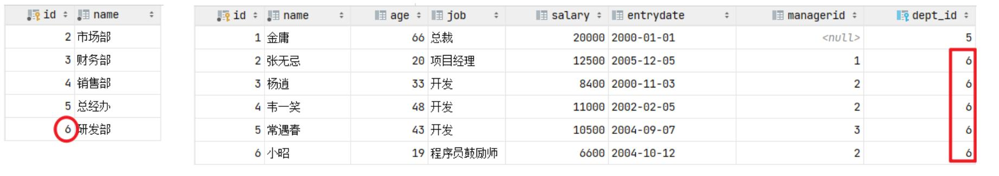 id name
2 市场部
3 财务部
4 销售部
5 总经办
6 研发部
id name age job salary entrydate managerid dept_id
1 金庸 66 总裁 20000 2000-01-01 <null> 5
2 张无忌 20 项目经理 12500 2005-12-05 1 6
3 杨逍 33 开发 8400 2000-11-03 2 6
4 韦一笑 48 开发 11000 2002-02-05 2 6
5 常遇春 43 开发 10500 2004-09-07 3 6
6 小昭 19 程序员鼓励师 6600 2004-10-12 2 6